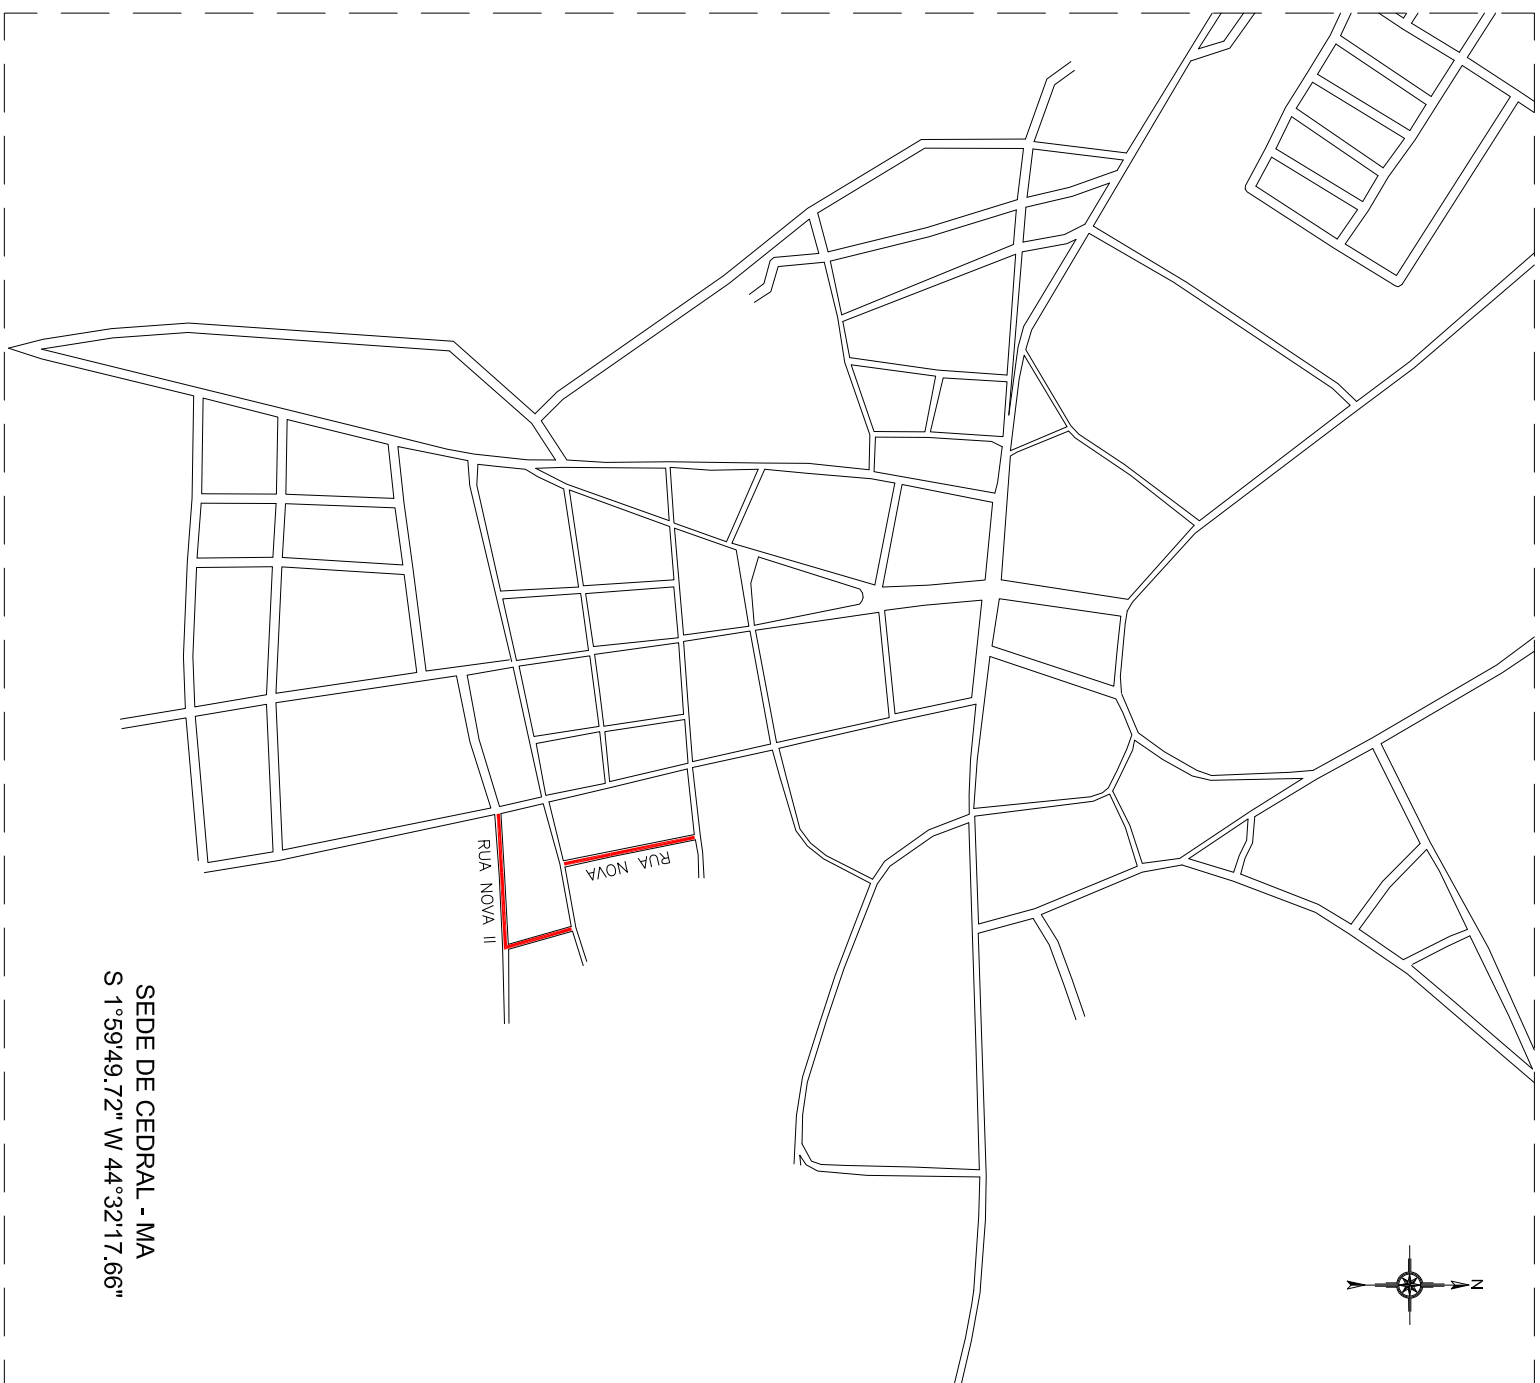 N
RUA NOVA
RUA NOVA II
SEDE DE CEDRAL - MA
S 1°59'49.72" W 44°32'17.66"